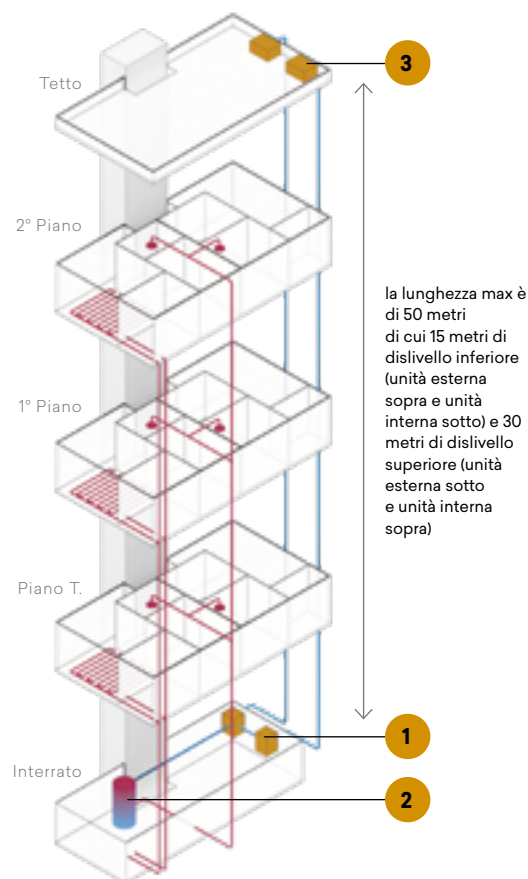 3
Tetto
2° Piano
la lunghezza max è
di 50 metri
di cui 15 metri di
dislivello inferiore
(unità esterna
sopra e unità
interna sotto) e 30
metri di dislivello
superiore (unità
esterna sotto
e unità interna
sopra)
1° Piano
Piano T.
1
Interrato
2